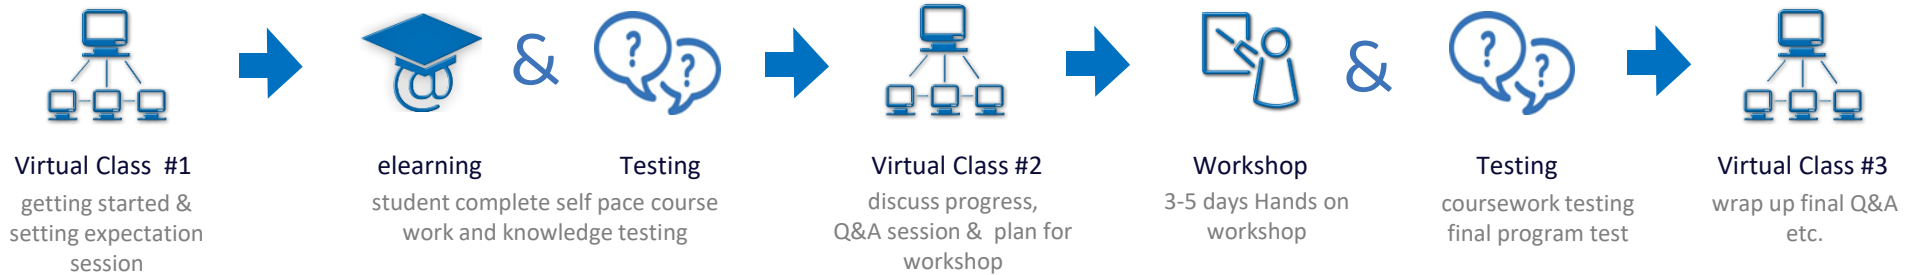 &
? ?
&
? ?
@
Virtual Class #1
getting started &
setting expectation
session
elearning
Testing
student complete self pace course
work and knowledge testing
Virtual Class #2
discuss progress,
Q&A session & plan for
workshop
Workshop
3-5 days Hands on
workshop
Testing
coursework testing
final program test
Virtual Class #3
wrap up final Q&A
etc.